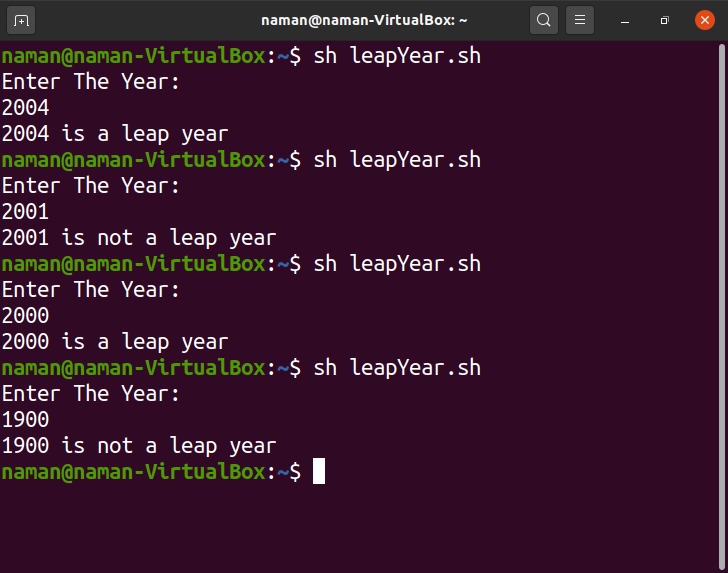 naman@naman-VirtualBox: ~
naman@naman-VirtualBox:~$ sh leapYear.sh
Enter The Year:
2004
2004 is a leap year
naman@naman-VirtualBox:~$ sh leapYear.sh
Enter The Year:
2001
2001 is not a leap year
naman@naman-VirtualBox:~$ sh leapYear.sh
Enter The Year:
2000
2000 is a leap year
naman@naman-VirtualBox:~$ sh leapYear.sh
Enter The Year:
1900
1900 is not a leap year
naman@naman-VirtualBox:~$